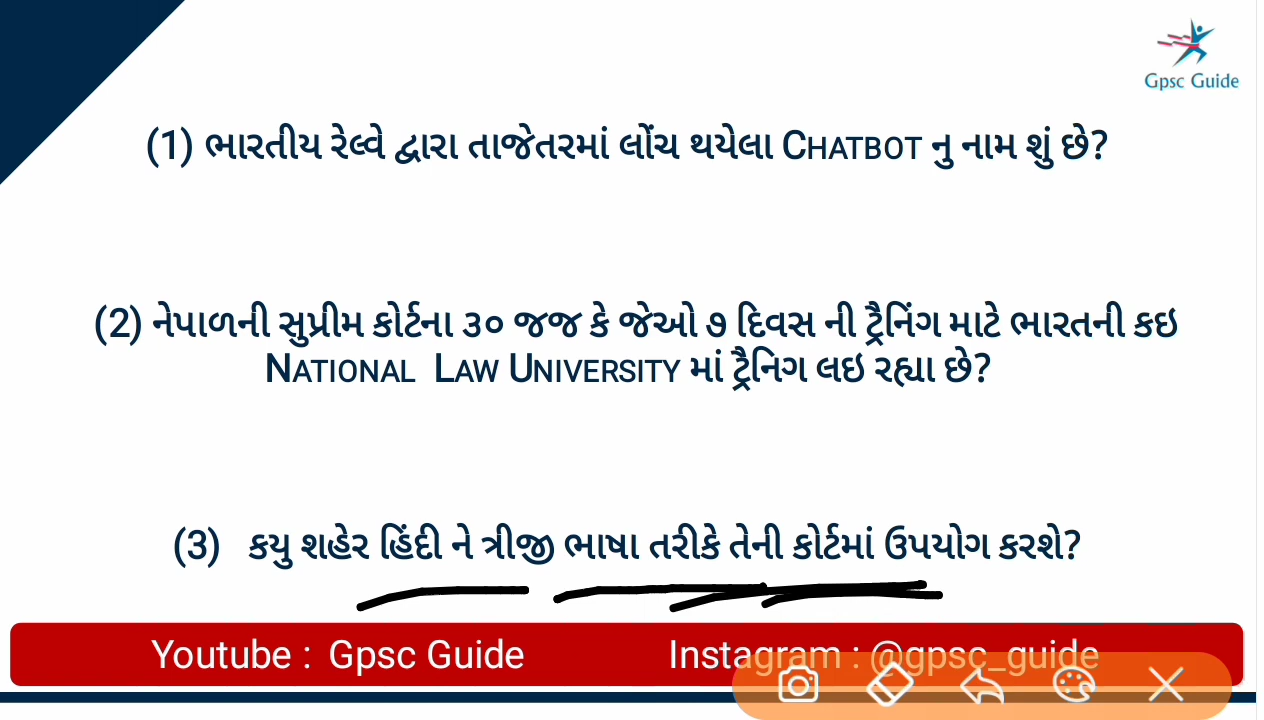 Gpsc Guide
(1) ભારતીય રેલ્વે દ્વારા તાજેતરમાં લોંચ થયેલા CHATBOT નુ નામ શું છે?
(2) નેપાળની સુપ્રીમ કોર્ટના ૩૦ જજ કે જેઓ ૭ દિવસ ની ટ્રૈનિંગ માટે ભારતની કઇ
NATIONAL LAW UNIVERSITY માં ટ્રૈનિગ લઇ રહ્યા છે?
(3) કયુ શહેર હિંદી ને ત્રીજી ભાષા તરીકે તેની કોર્ટમાં ઉપયોગ કરશે?
Youtube : Gpsc Guide Instagram : @gpsc_guide